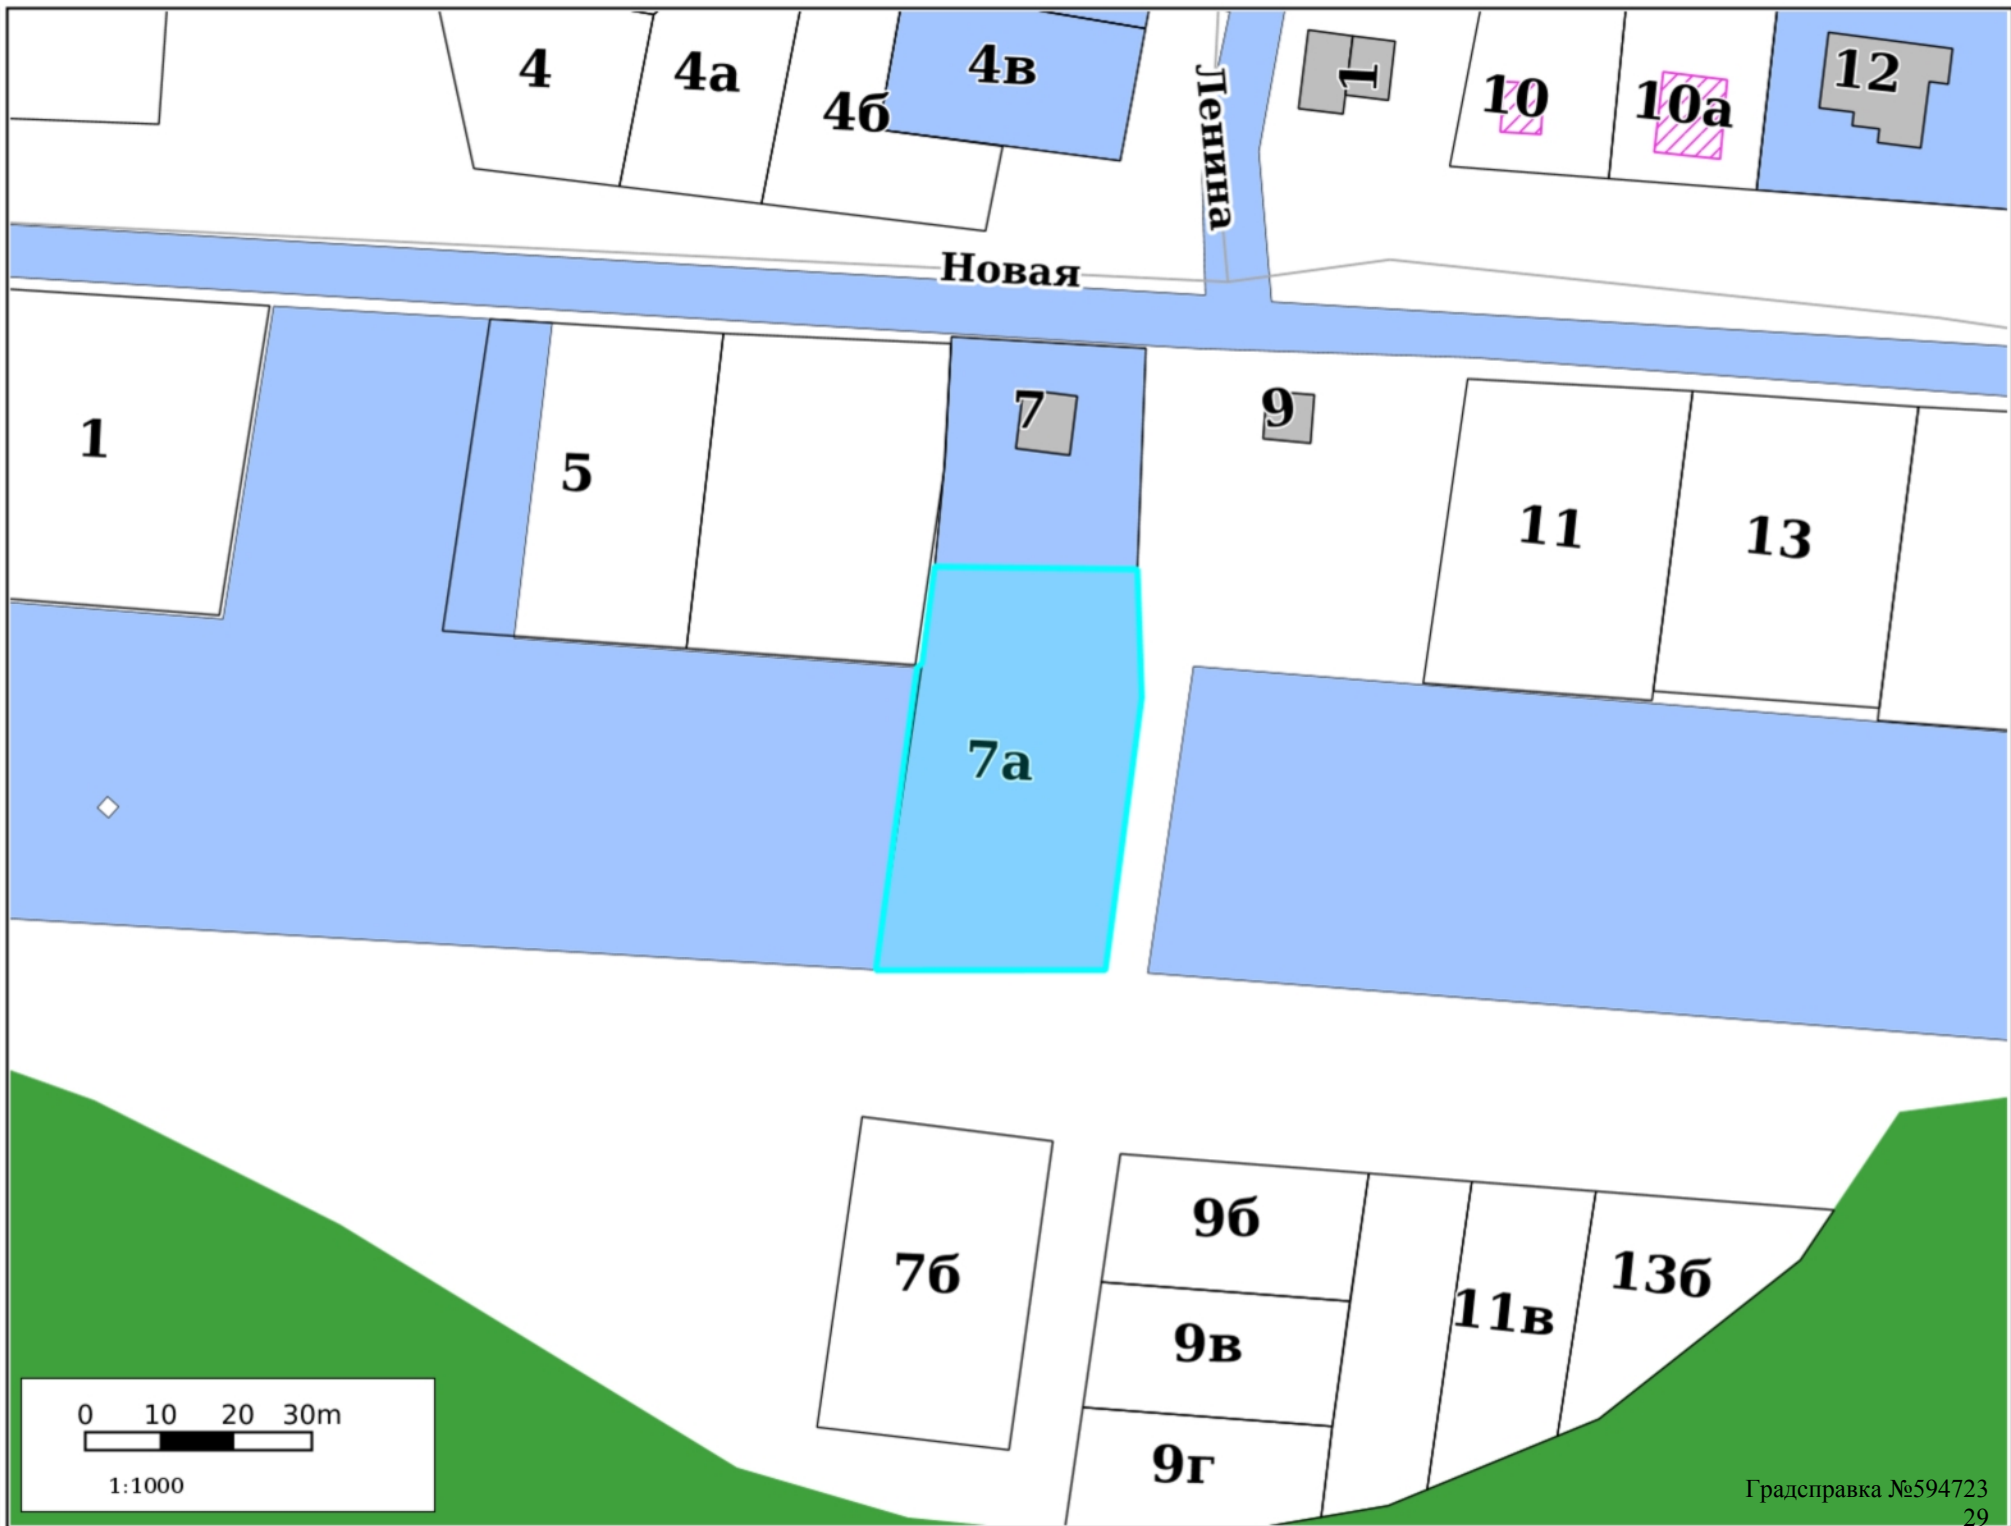 4
4а
4б
4в
Ленина
1
10
10а
12
Новая
1
5
7
9
11
13
7а
7б
9б
9в
9г
11в
13б
0 10 20 30m
1:1000
Градсправка №594723
29